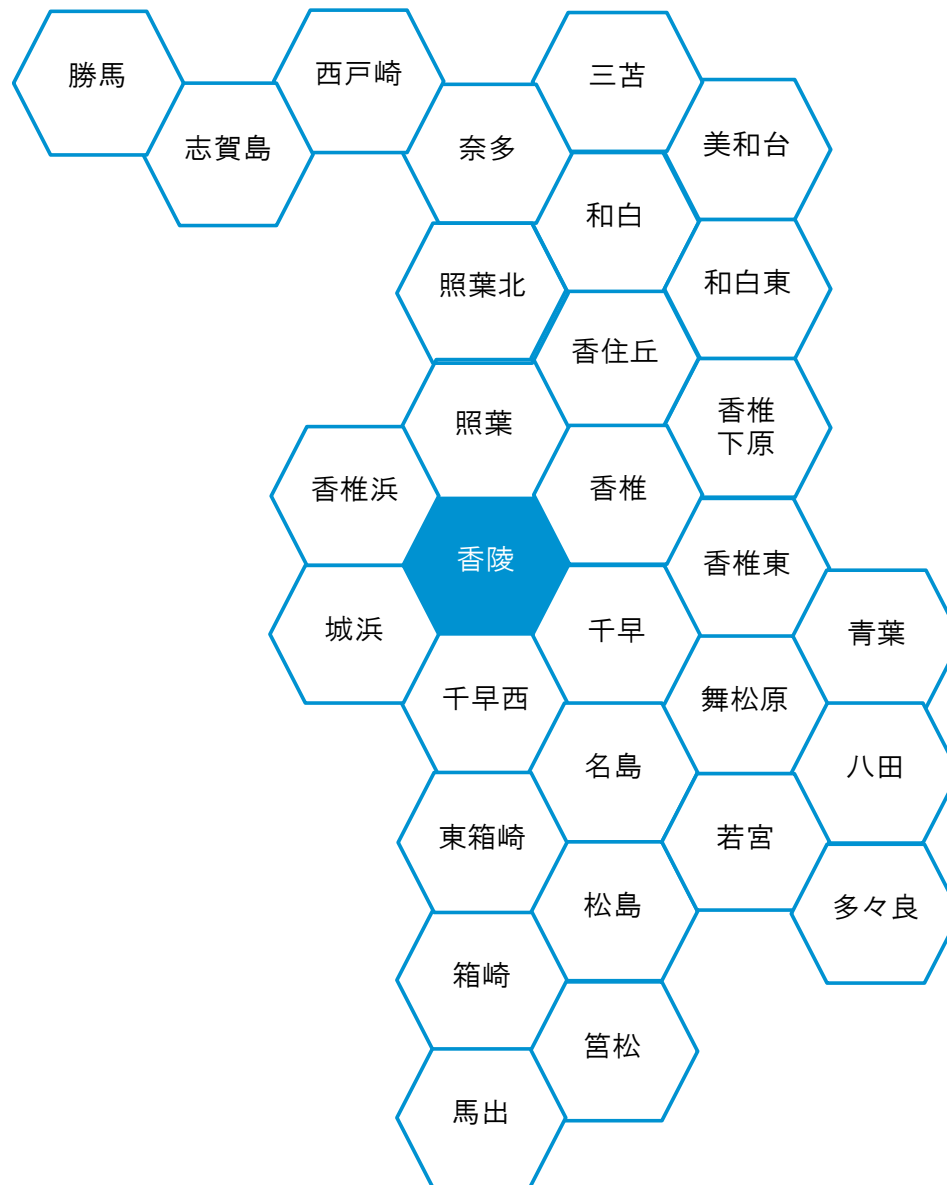 勝馬
西戸崎
三苫
志賀島
奈多
美和台
和白
照葉北
和白東
香住丘
照葉
香椎
下原
香椎浜
香椎
香陵
香椎東
城浜
千早
青葉
千早西
舞松原
名島
八田
東箱崎
若宮
松島
多々良
箱崎
筥松
馬出